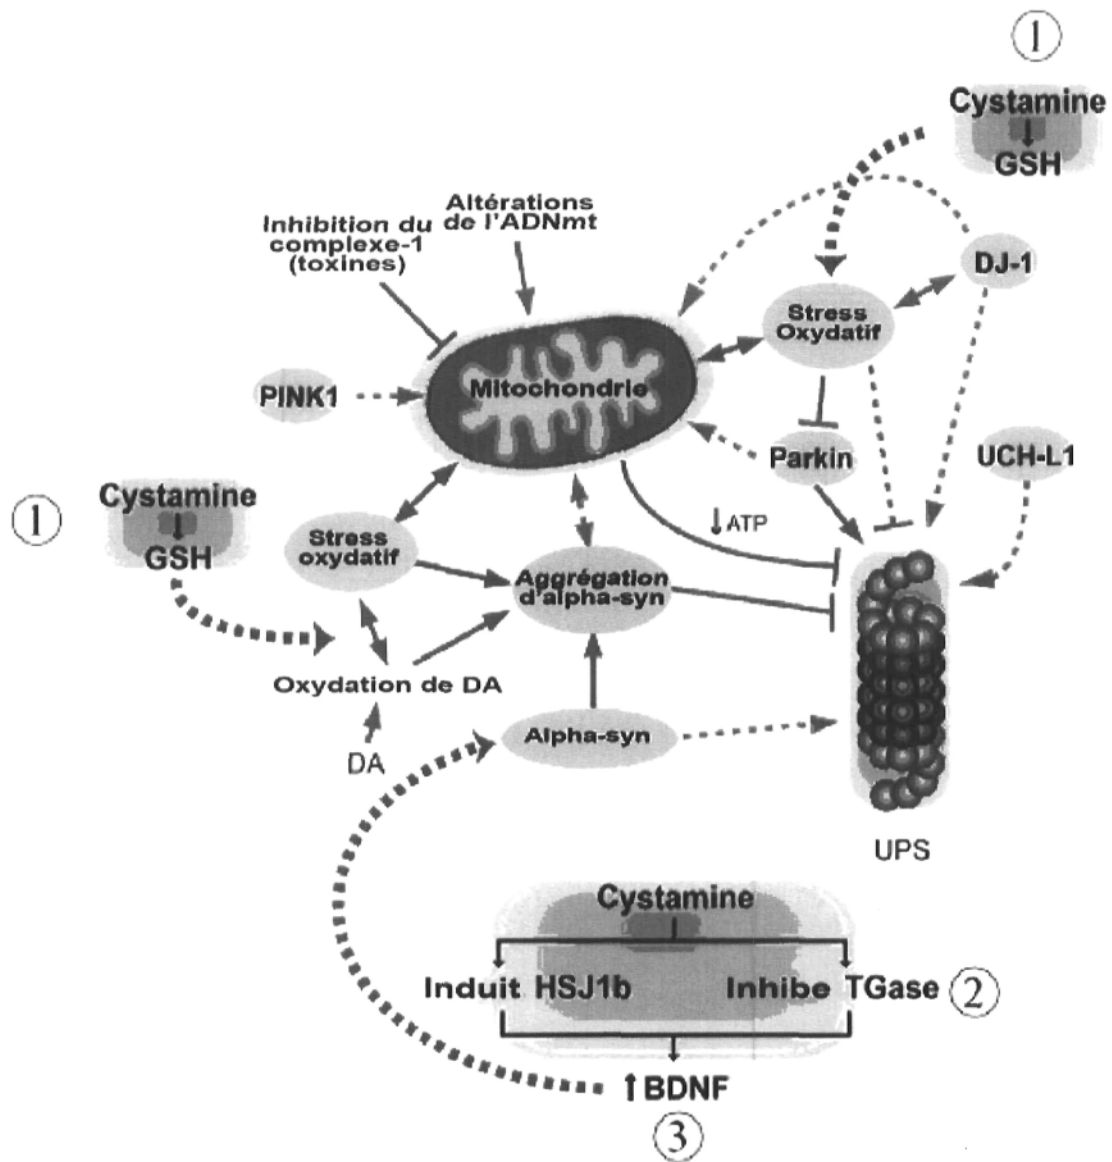 ①
Cystamine
GSH
Altérations
de l'ADNmt
Inhibition du
complexe-1
(toxines)
DJ-1
Stress
Oxydatif
Mitochondrie
PINK1
Parkin
UCH-L1
Cystamine
GSH
①
Stress
oxydatif
↓ATP
Aggrégation
d'alpha-syn
Oxydation de DA
Alpha-syn
DA
UPS
Cystamine
Induit HSJ1b
Inhibe TGase ②
↑BDNF
③